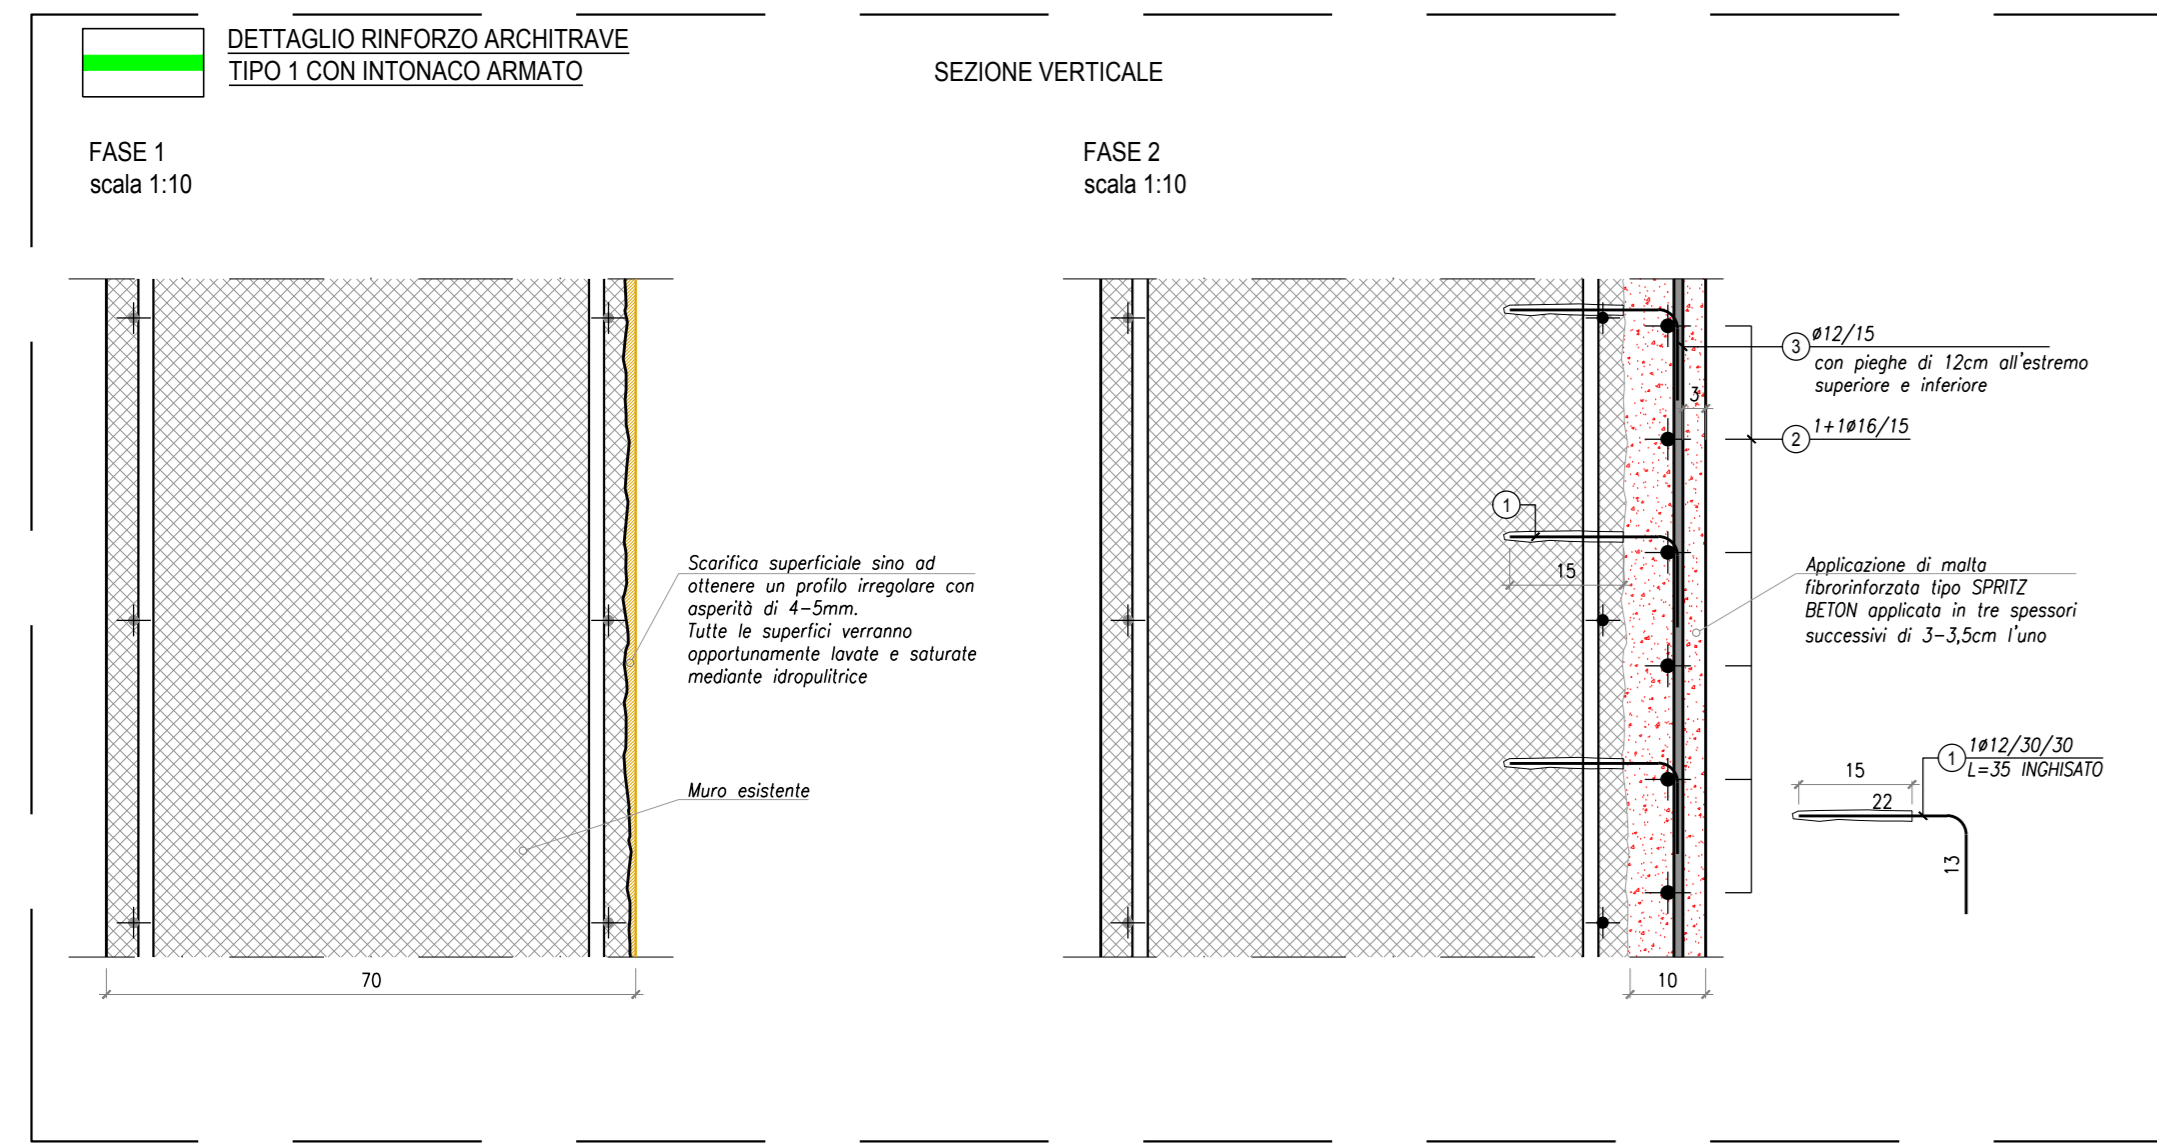 DETTAGLIO RINFORZO ARCHITRAVE
TIPO 1 CON INTONACO ARMATO
SEZIONE VERTICALE
FASE 1
scala 1:10
FASE 2
scala 1:10
Scarifica superficiale sino ad
ottenere un profilo irregolare con
asperità di 4-5mm.
Tutte le superfici verranno
opportunamente lavate e saturate
mediante idropulitrice
Muro esistente
70
1
15
3
ø12/15
con pieghe di 12cm all'estremo
superiore e inferiore
3
2
1+1ø16/15
Applicazione di malta
fibrorinforzata tipo SPRITZ
BETON applicata in tre spessori
successivi di 3-3,5cm l'uno
10
1
1ø12/30/30
L=35 INGHISATO
15
22
13